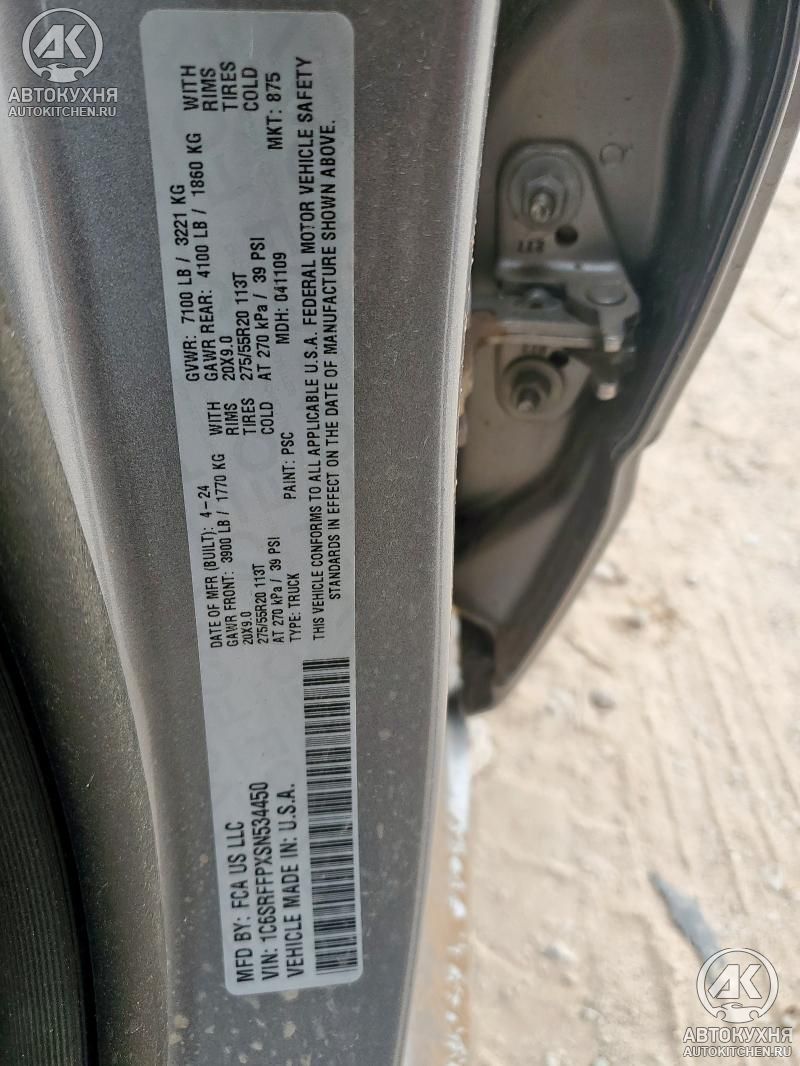 АК
АВТОКУХНЯ
AUTOKITCHEN.RU
MFD BY: FCA US LLC
VIN: 1C6SRFFPXSN534450
VEHICLE MADE IN: U.S.A.
DATE OF MFR (BUILT): 4-24
GAWR FRONT: 3900 LB / 1770 KG WITH
20X9.0 RIMS
275/55R20 113T TIRES
AT 270 kPa / 39 PSI COLD
TYPE: TRUCK PAINT: PSC
GVWR: 7100 LB / 3221 KG
GAWR REAR: 4100 LB / 1860 KG WITH
20X9.0 RIMS
275/55R20 113T TIRES
AT 270 kPa / 39 PSI COLD
MDH: 041109 MKT: 875
THIS VEHICLE CONFORMS TO ALL APPLICABLE U.S.A. FEDERAL MOTOR VEHICLE SAFETY
STANDARDS IN EFFECT ON THE DATE OF MANUFACTURE SHOWN ABOVE.
АК
АВТОКУХНЯ
AUTOKITCHEN.RU